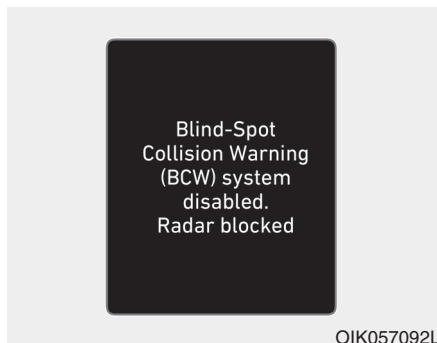 Blind-Spot
Collision Warning
(BCW) system
disabled.
Radar blocked
OIK057092L